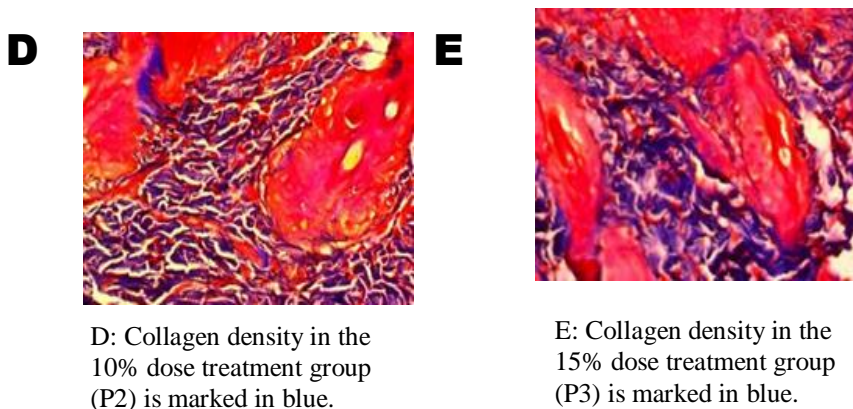 D
E
D: Collagen density in the
10% dose treatment group
(P2) is marked in blue.
E: Collagen density in the
15% dose treatment group
(P3) is marked in blue.